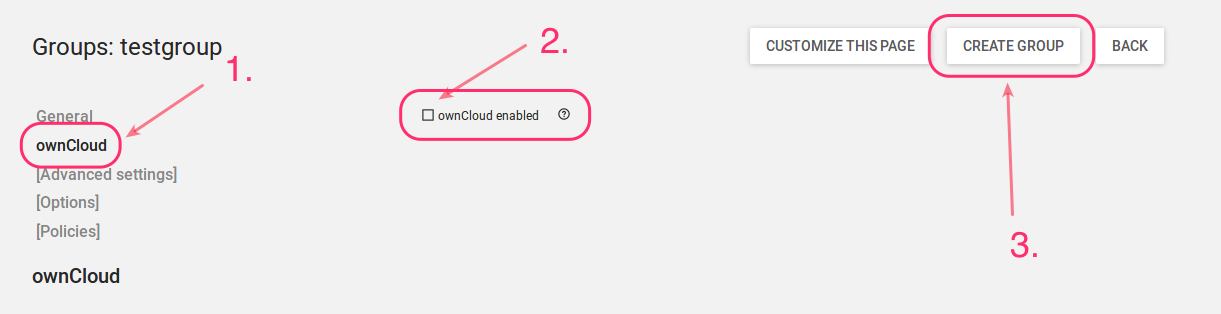 Groups: testgroup
1.
2.
CUSTOMIZE THIS PAGE
CREATE GROUP
BACK
General
ownCloud
[Advanced settings]
[Options]
[Policies]
ownCloud enabled
3.
ownCloud